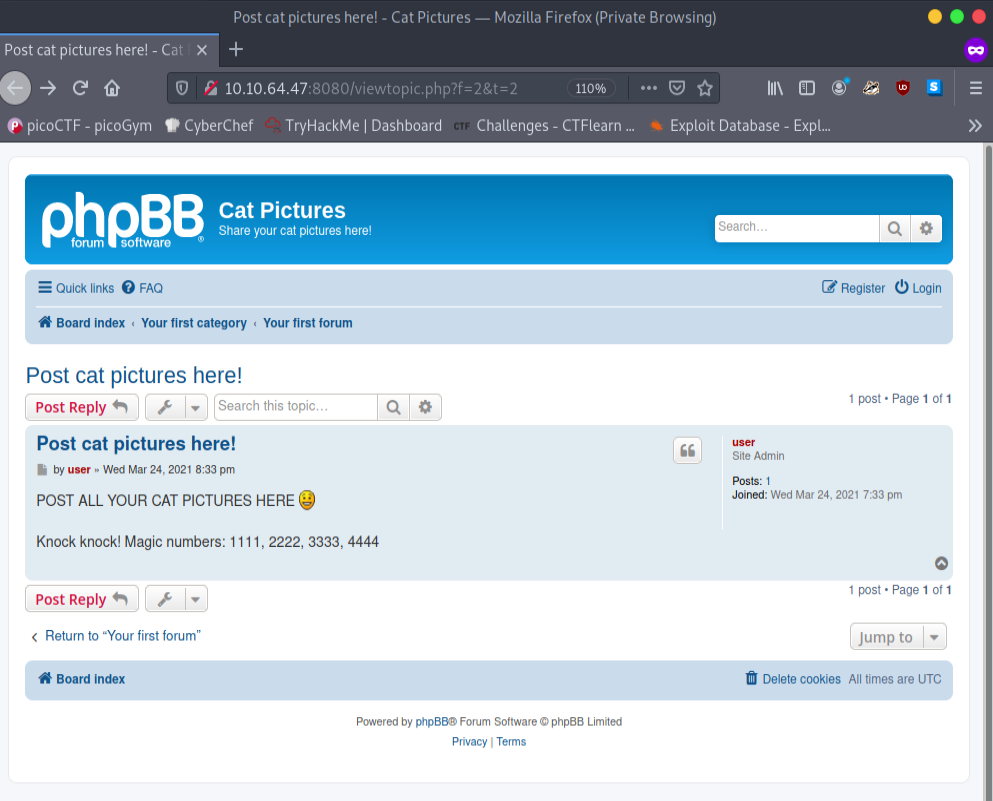 Post cat pictures here! - Cat Pictures — Mozilla Firefox (Private Browsing)
Post cat pictures here! - Cat
10.10.64.47:8080/viewtopic.php?f=2&t=2 110%
picoCTF - picoGym CyberChef TryHackMe | Dashboard CTF Challenges - CTFlearn ... Exploit Database - Expl...
phpBB forum software
Cat Pictures
Share your cat pictures here!
Search…
Quick links FAQ Register Login
Board index ‹ Your first category ‹ Your first forum
Post cat pictures here!
Post Reply Search this topic… 1 post • Page 1 of 1
Post cat pictures here!
by user » Wed Mar 24, 2021 8:33 pm
POST ALL YOUR CAT PICTURES HERE
Knock knock! Magic numbers: 1111, 2222, 3333, 4444
user
Site Admin
Posts: 1
Joined: Wed Mar 24, 2021 7:33 pm
Post Reply 1 post • Page 1 of 1
Return to “Your first forum” Jump to
Board index Delete cookies All times are UTC
Powered by phpBB® Forum Software © phpBB Limited
Privacy | Terms